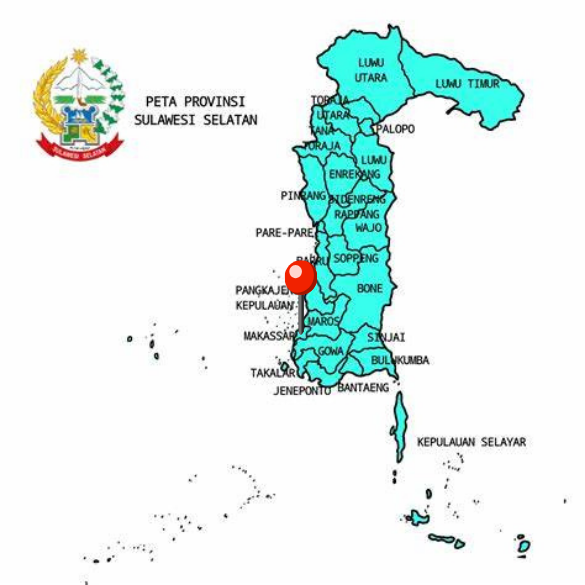 PETA PROVINSI
SULAWESI SELATAN
SULAWESI SELATAN
LUWU
UTARA
LUWU TIMUR
TORAJA
UTARA
TANA
TORAJA
PALOPO
LUWU
ENREKANG
PINRANG
SIDENRENG
RAPPANG
WAJO
PARE-PARE
BARRU
SOPPENG
PANGKAJEN
KEPULAUAN
BONE
MAROS
MAKASSAR
SINJAI
GOWA
BULUKUMBA
TAKALAR
JENEPONTO
BANTAENG
KEPULAUAN SELAYAR